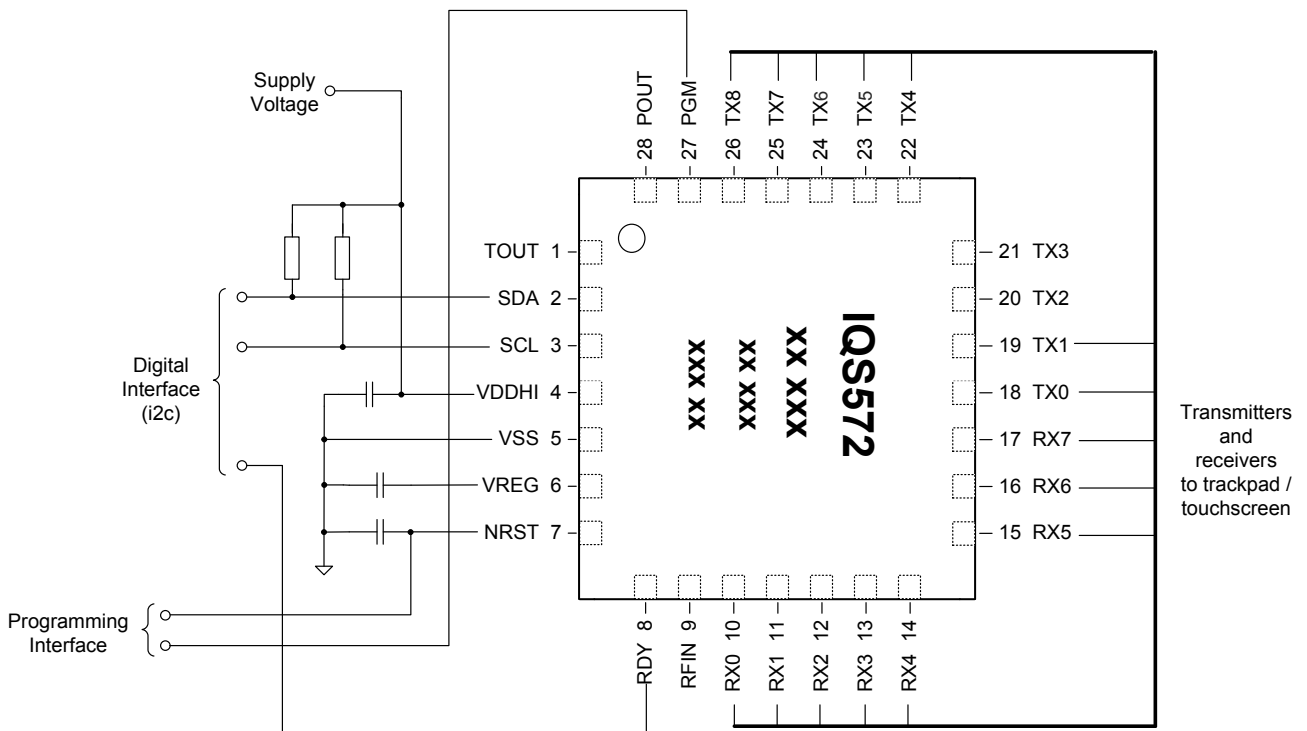 Supply
Voltage
28 POUT
27 PGM
26 TX8
25 TX7
24 TX6
23 TX5
22 TX4
TOUT 1
SDA 2
SCL 3
VDDHI 4
VSS 5
VREG 6
NRST 7
Digital
Interface
(i2c)
Programming
Interface
IQS572
xx xxx
xxx xx
xx xxx
21 TX3
20 TX2
19 TX1
18 TX0
17 RX7
16 RX6
15 RX5
Transmitters
and
receivers
to trackpad /
touchscreen
RDY 8
RFIN 9
RX0 10
RX1 11
RX2 12
RX3 13
RX4 14